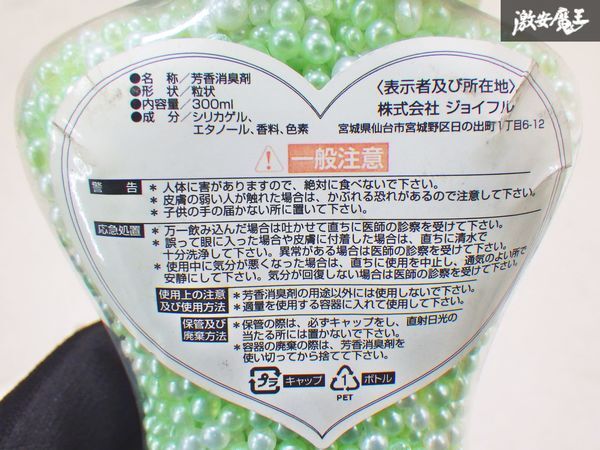 激安魔王
●名　称／芳香消臭剤
●形　状／粒状
●内容量／300ml
●成　分／シリカゲル、
エタノール、香料、色素
〈表示者及び所在地〉
株式会社 ジョイフル
宮城県仙台市宮城野区日の出町1丁目6-12
一般注意
警告
＊人体に害がありますので、絶対に食べないで下さい。
＊皮膚の弱い人が触れた場合は、かぶれる恐れがあるので注意して下さい。
＊子供の手の届かない所に置いて下さい。
応急処置
＊万一飲み込んだ場合は吐かせて直ちに医師の診察を受けて下さい。
＊誤って眼に入った場合や皮膚に付着した場合は、直ちに清水で
十分洗浄して下さい。異常がある場合は医師の診察を受けて下さい。
＊使用中に気分が悪くなった場合は、直ちに使用を中止し、通気のよい所で
安静にして下さい。気分が回復しない場合は医師の診察を受けて下さい。
使用上の注意
及び使用方法
＊芳香消臭剤の用途以外には使用しないで下さい。
＊適量を使用する容器に入れて使用して下さい。
保管及び
廃棄方法
＊保管の際は、必ずキャップをし、直射日光の
当たる所には置かないで下さい。
＊容器の廃棄の際は、芳香消臭剤を
使い切ってから捨てて下さい。
プラ キャップ 1 ボトル
PET